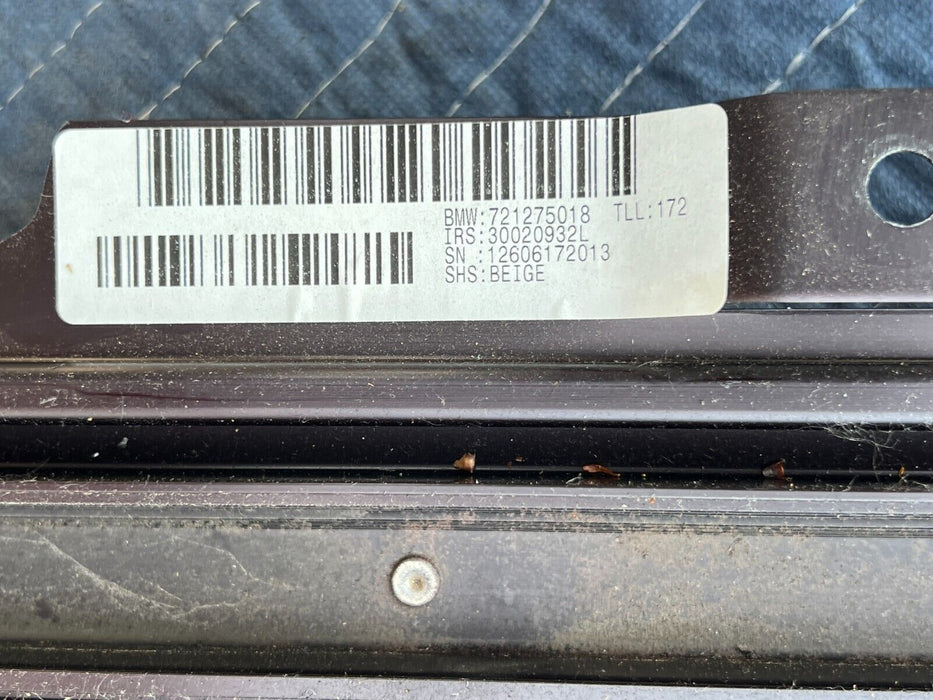 BMW:721275018 TLL:172
IRS:30020932L
SN :12606172013
SHS:BEIGE